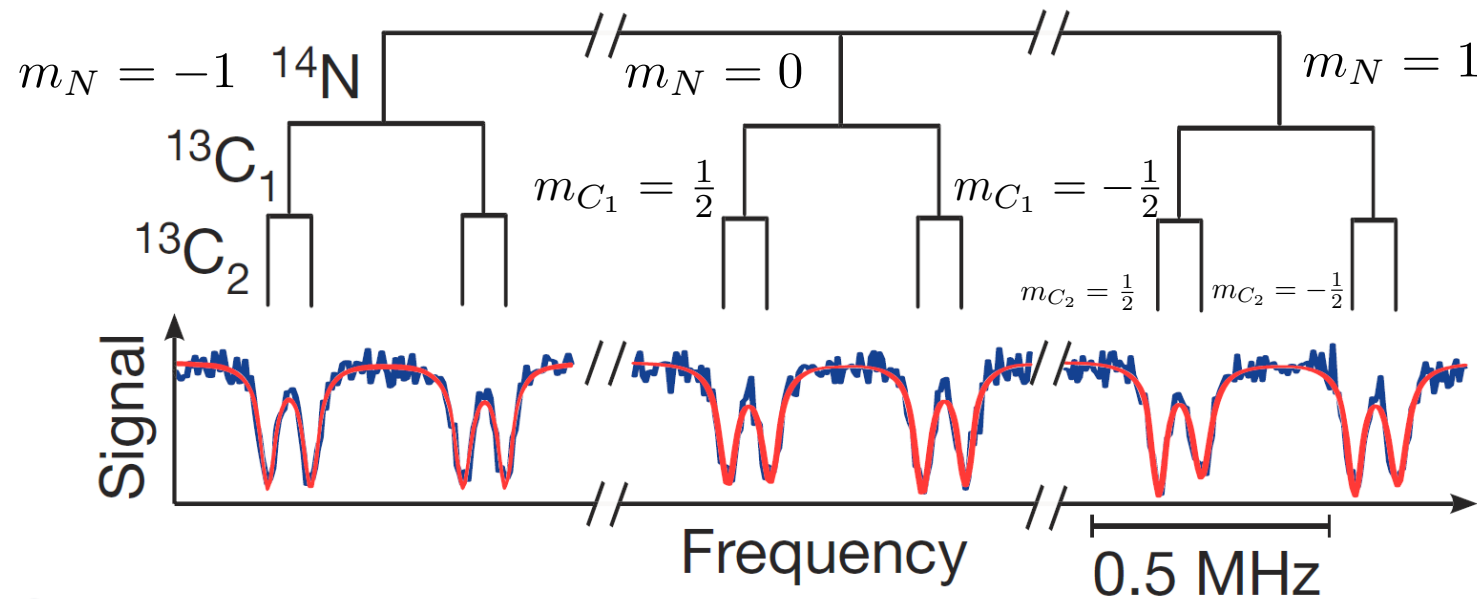 m_N = −1
¹⁴N
m_N = 0
m_N = 1
¹³C₁
m_{C₁} = 1/2
m_{C₁} = −1/2
¹³C₂
m_{C₂} = 1/2
m_{C₂} = −1/2
Signal
Frequency
0.5 MHz